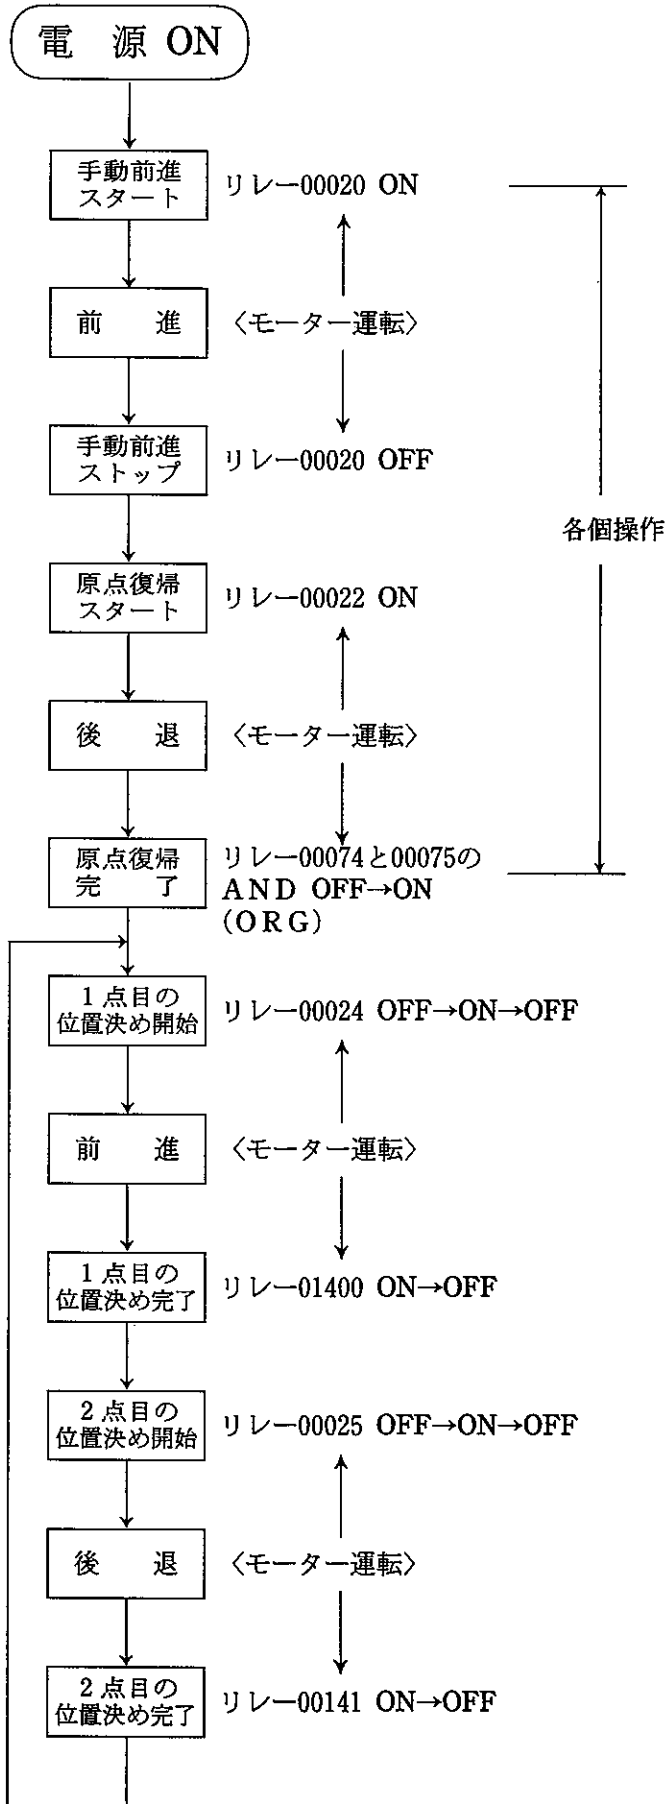 電 源 ON
手動前進
スタート
リレー00020 ON
前 進
〈モーター運転〉
手動前進
ストップ
リレー00020 OFF
各個操作
原点復帰
スタート
リレー00022 ON
後 退
〈モーター運転〉
原点復帰
完 了
リレー00074と00075の
AND OFF→ON
(ORG)
1点目の
位置決め開始
リレー00024 OFF→ON→OFF
前 進
〈モーター運転〉
1点目の
位置決め完了
リレー01400 ON→OFF
2点目の
位置決め開始
リレー00025 OFF→ON→OFF
後 退
〈モーター運転〉
2点目の
位置決め完了
リレー00141 ON→OFF